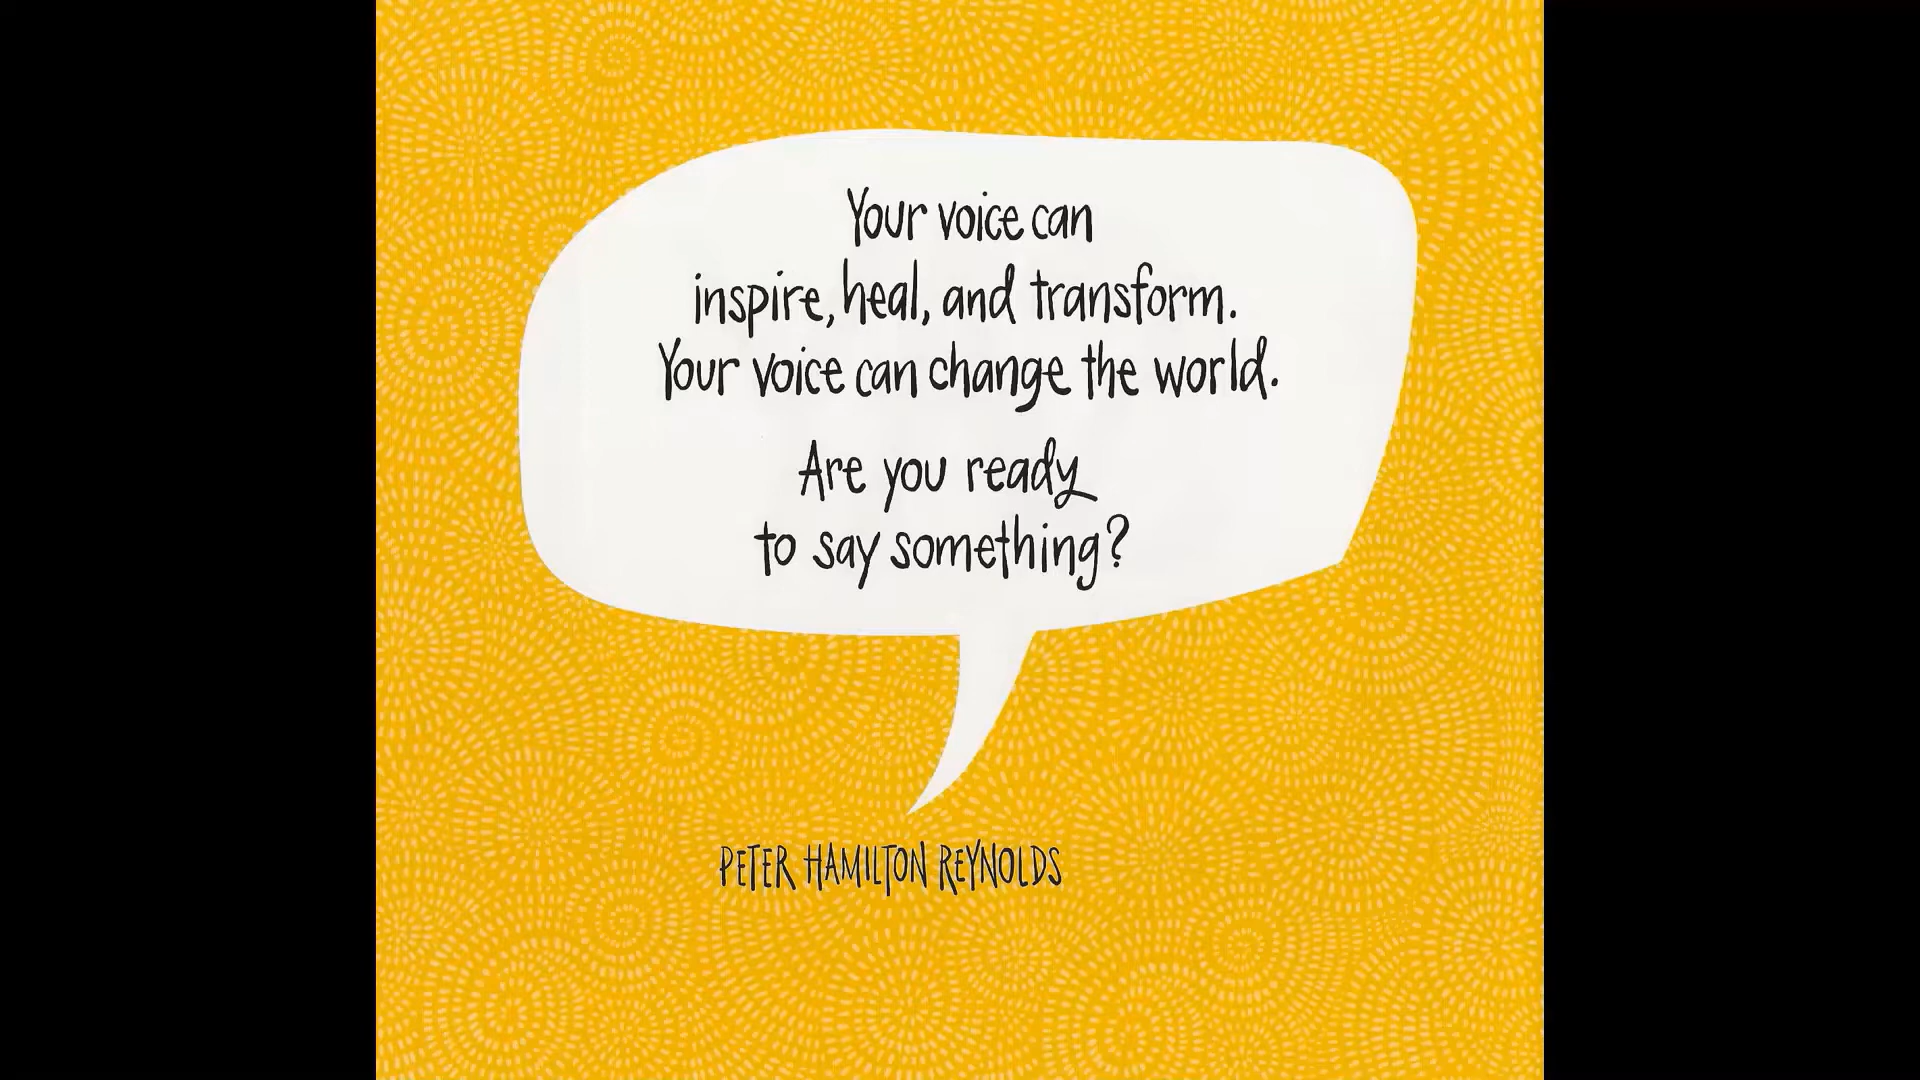 Your voice can
inspire, heal, and transform.
Your voice can change the world.
Are you ready
to say something?
PETER HAMILTON REYNOLDS